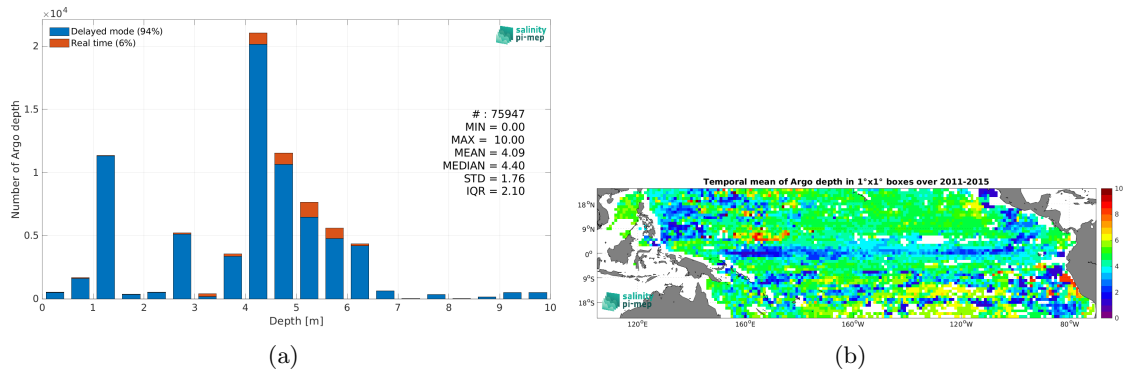 ×10⁴
Delayed mode (94%)
Real time (6%)
salinity
pi-mep
2
1.5
1
0.5
0
Number of Argo depth
# : 75947
MIN = 0.00
MAX = 10.00
MEAN = 4.09
MEDIAN = 4.40
STD = 1.76
IQR = 2.10
0 1 2 3 4 5 6 7 8 9 10
Depth [m]
(a)
Temporal mean of Argo depth in 1°x1° boxes over 2011-2015
18°N
9°N
0°
9°S
18°S
salinity
pi-mep
120°E 160°E 160°W 120°W 80°W
10
8
6
4
2
0
(b)